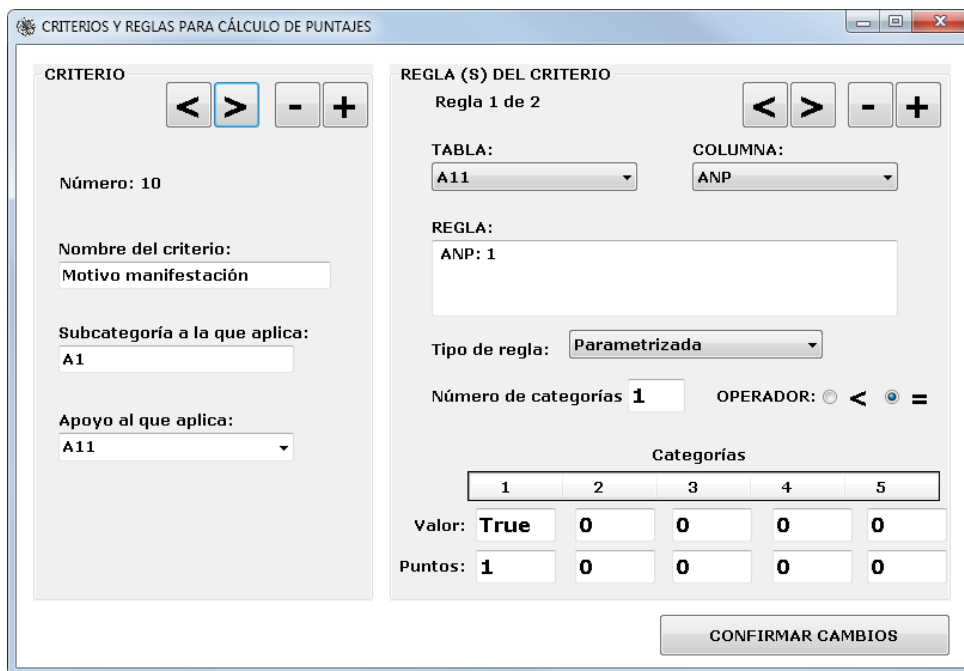 CRITERIOS Y REGLAS PARA CÁLCULO DE PUNTAJES
CRITERIO
< > - +
Número: 10
Nombre del criterio:
Motivo manifestación
Subcategoría a la que aplica:
A1
Apoyo al que aplica:
A11
REGLA (S) DEL CRITERIO
Regla 1 de 2
< > - +
TABLA: COLUMNA:
A11 ANP
REGLA:
ANP: 1
Tipo de regla: Parametrizada
Número de categorías 1 OPERADOR: < =
Categorías
1 2 3 4 5
Valor: True 0 0 0 0
Puntos: 1 0 0 0 0
CONFIRMAR CAMBIOS